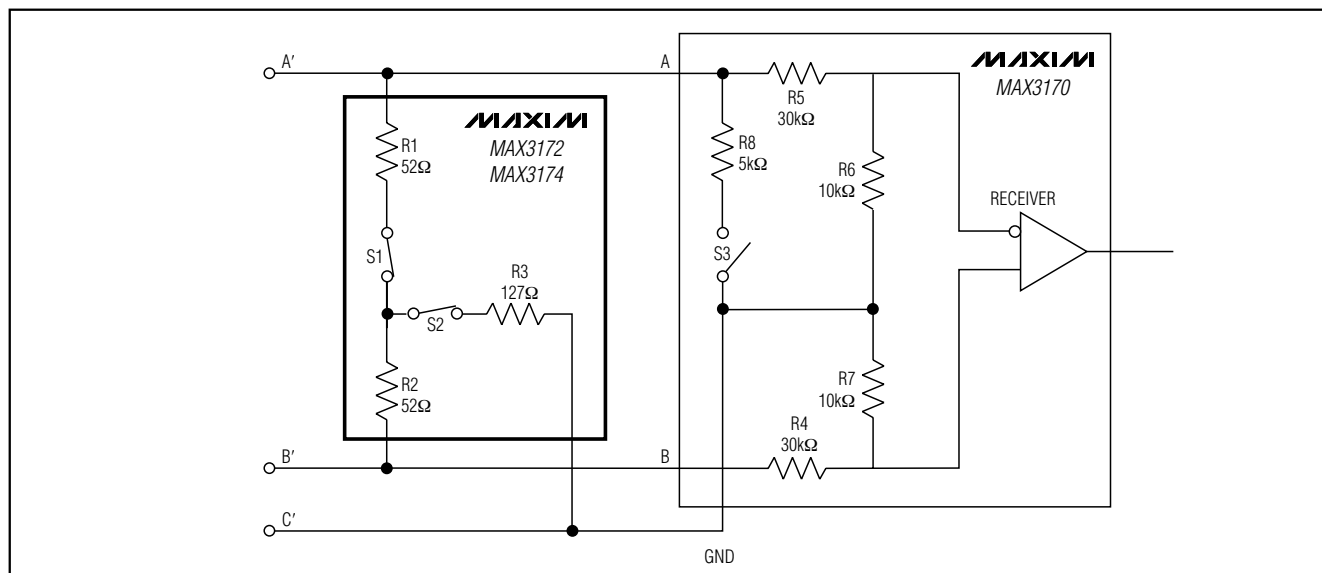 A′
A
MAXIM
MAX3170
R5
30kΩ
MAXIM
MAX3172
MAX3174
R1
52Ω
R8
5kΩ
R6
10kΩ
RECEIVER
S1
S3
R3
127Ω
S2
R2
52Ω
R7
10kΩ
R4
30kΩ
B′
B
C′
GND